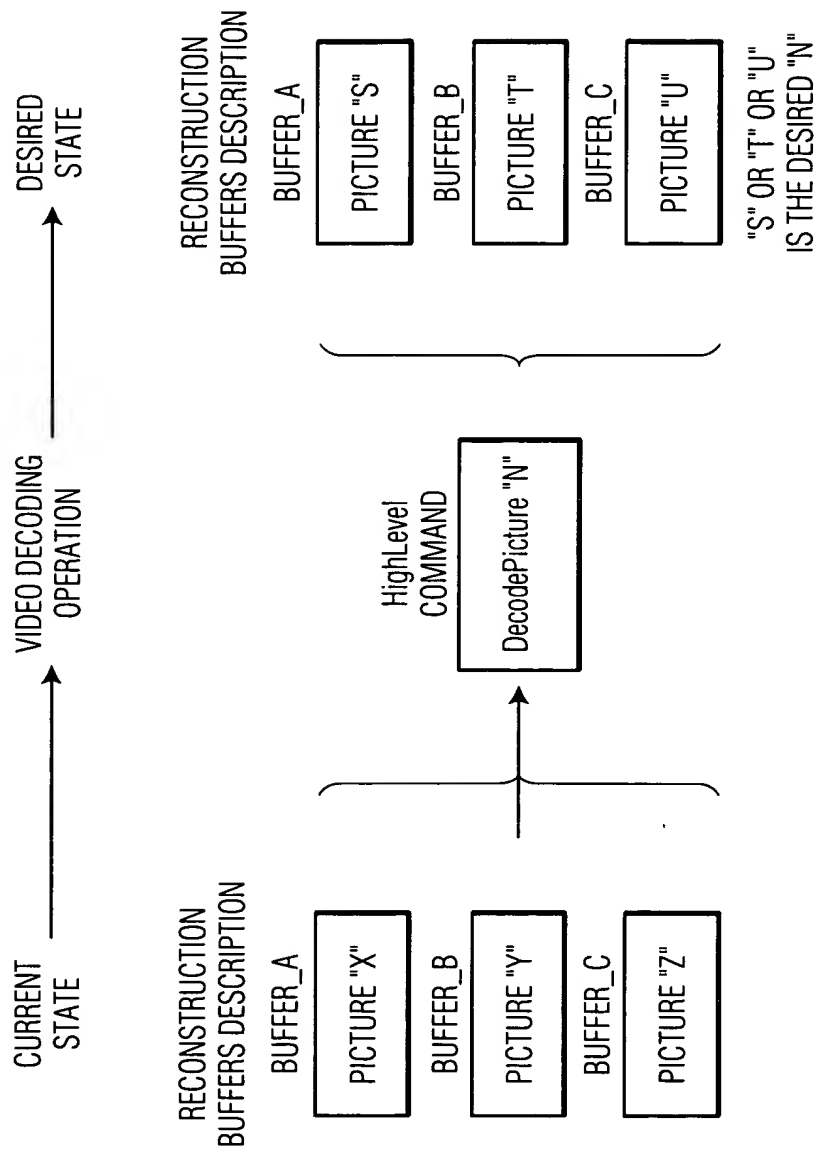 CURRENT
STATE
VIDEO DECODING
OPERATION
DESIRED
STATE
RECONSTRUCTION
BUFFERS DESCRIPTION
BUFFER_A
PICTURE "X"
BUFFER_B
PICTURE "Y"
BUFFER_C
PICTURE "Z"
HighLevel
COMMAND
DecodePicture "N"
RECONSTRUCTION
BUFFERS DESCRIPTION
BUFFER_A
PICTURE "S"
BUFFER_B
PICTURE "T"
BUFFER_C
PICTURE "U"
"S" OR "T" OR "U"
IS THE DESIRED "N"